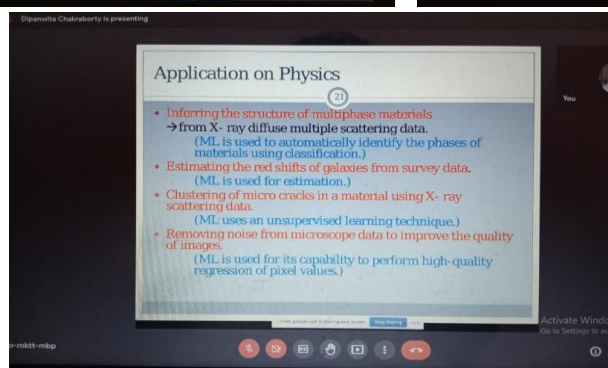 Dipanwita Chakraborty is presenting
Application on Physics
21
You
• Inferring the structure of multiphase materials
→from X- ray diffuse multiple scattering data.
(ML is used to automatically identify the phases of
materials using classification.)
• Estimating the red shifts of galaxies from survey data.
(ML is used for estimation.)
• Clustering of micro cracks in a material using X- ray
scattering data.
(ML uses an unsupervised learning technique.)
• Removing noise from microscope data to improve the quality
of images.
(ML is used for its capability to perform high-quality
regression of pixel values.)
Stop sharing
Activate Windo
Go to Settings to ac
o-mktt-mbp